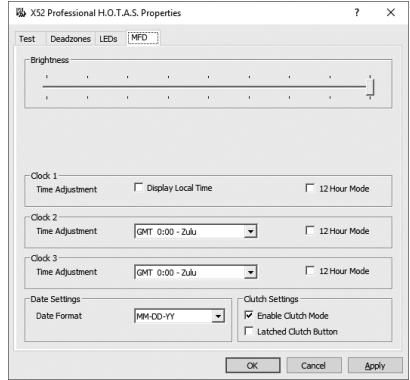 X52 Professional H.O.T.A.S. Properties ? ×
Test Deadzones LEDs MFD
Brightness
Clock 1
Time Adjustment Display Local Time 12 Hour Mode
Clock 2
Time Adjustment GMT 0:00 - Zulu 12 Hour Mode
Clock 3
Time Adjustment GMT 0:00 - Zulu 12 Hour Mode
Date Settings Clutch Settings
Date Format MM-DD-YY Enable Clutch Mode
Latched Clutch Button
OK Cancel Apply